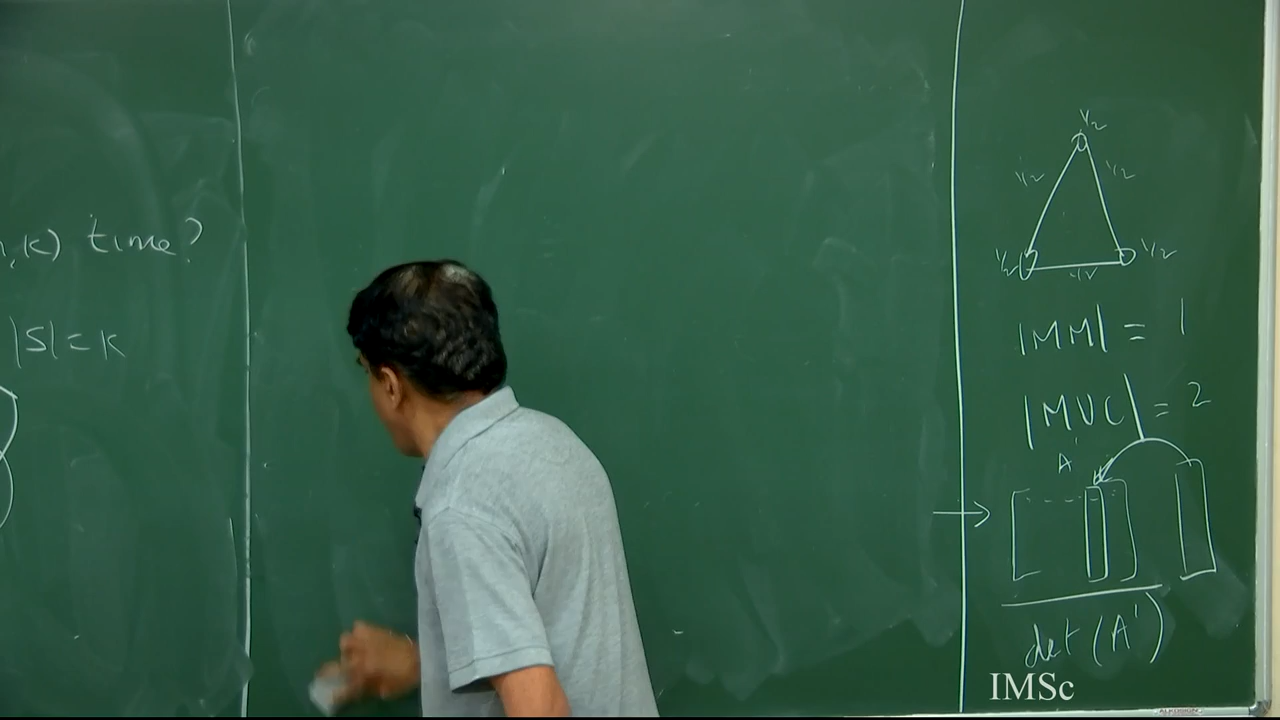 ,k) time?
|S| = k
1/2
1/2 1/2
1/2 1/2
1/2
|MM| = 1
|MVC| = 2
A'
det (A')
IMSc